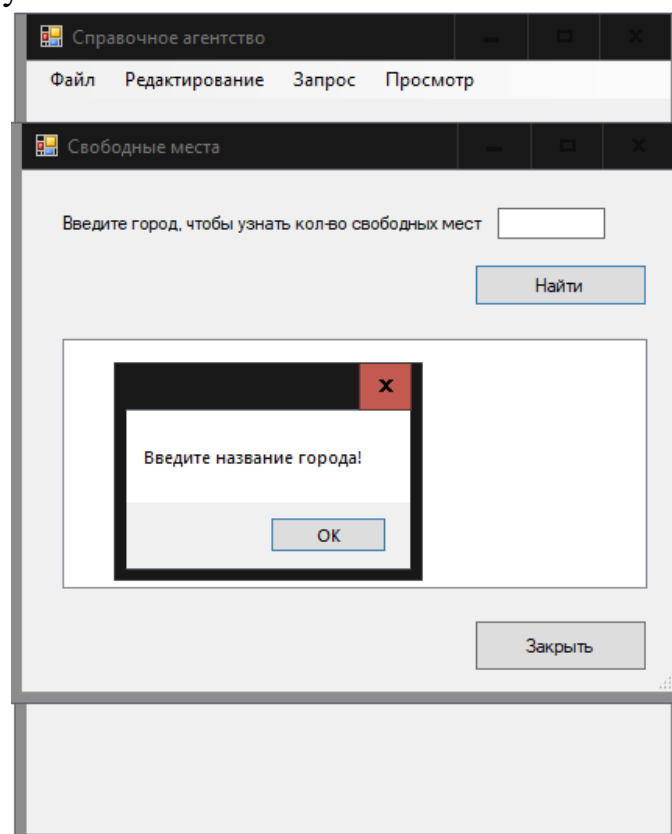 Справочное агентство
Файл Редактирование Запрос Просмотр
Свободные места
Введите город, чтобы узнать кол-во свободных мест
Найти
x
Введите название города!
OK
Закрыть